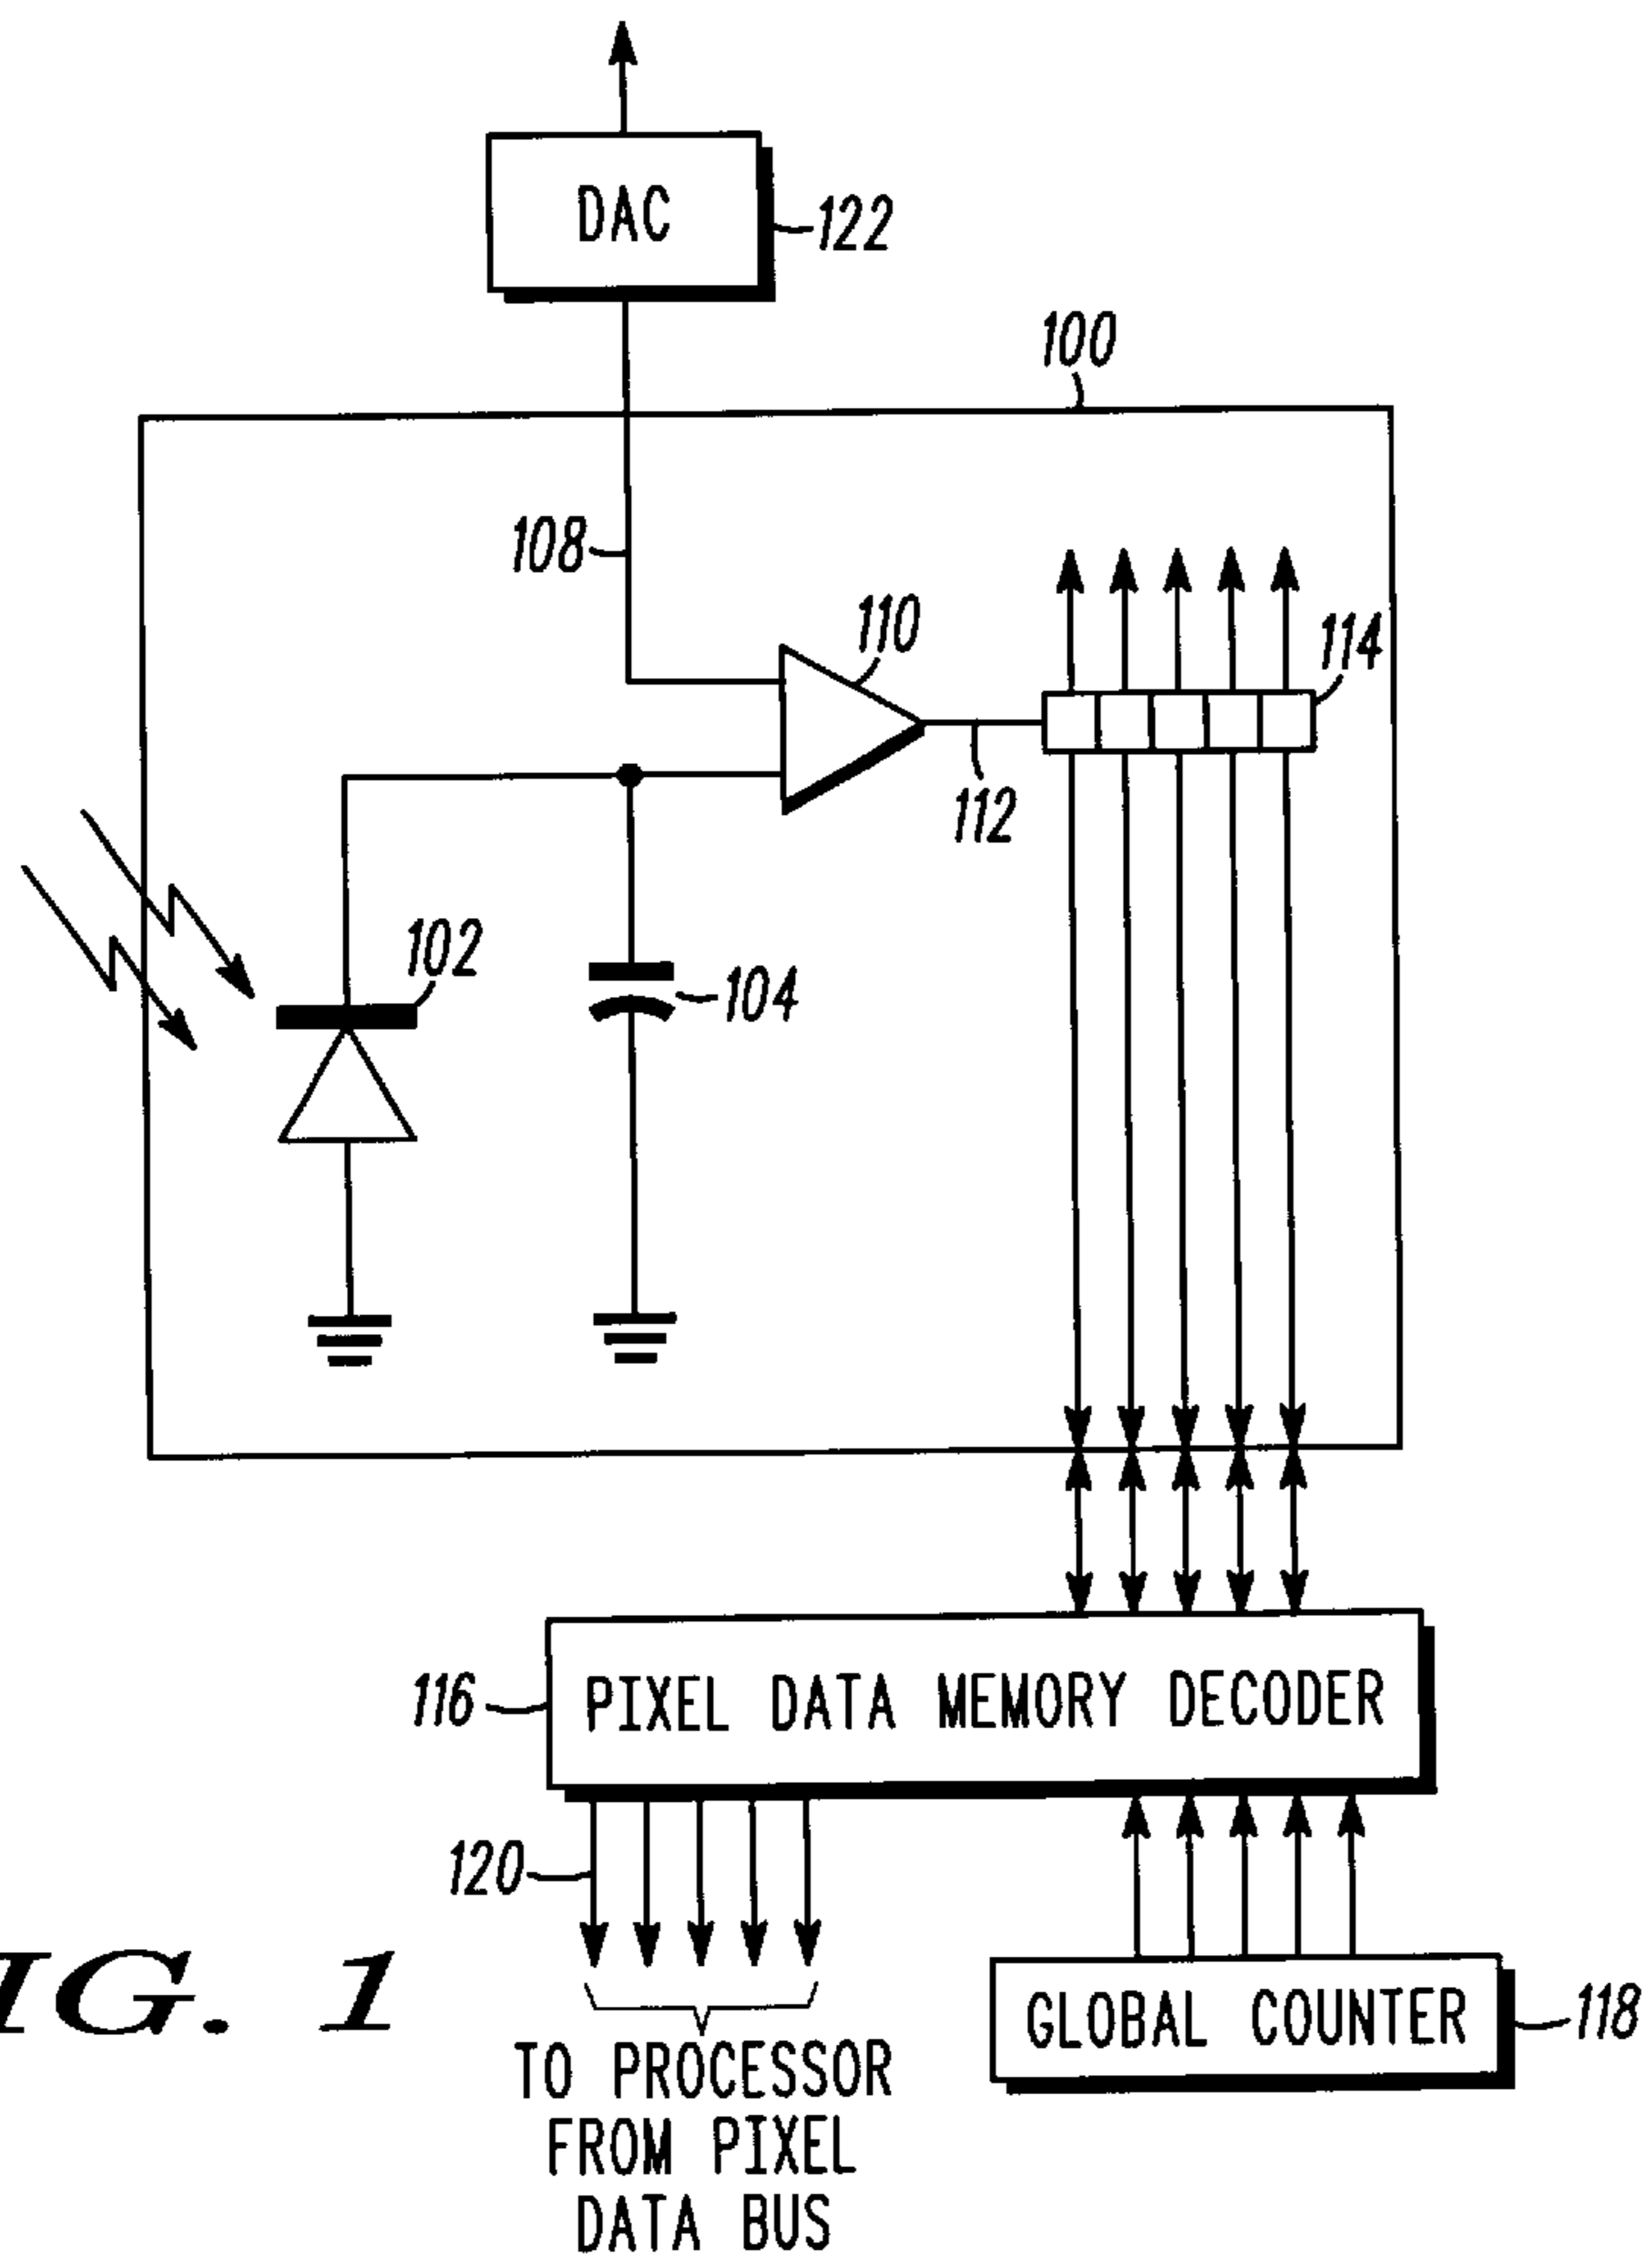 DAC
122
100
108
110
114
112
102
104
116
PIXEL DATA MEMORY DECODER
120
IG. 1
GLOBAL COUNTER
118
TO PROCESSOR
FROM PIXEL
DATA BUS